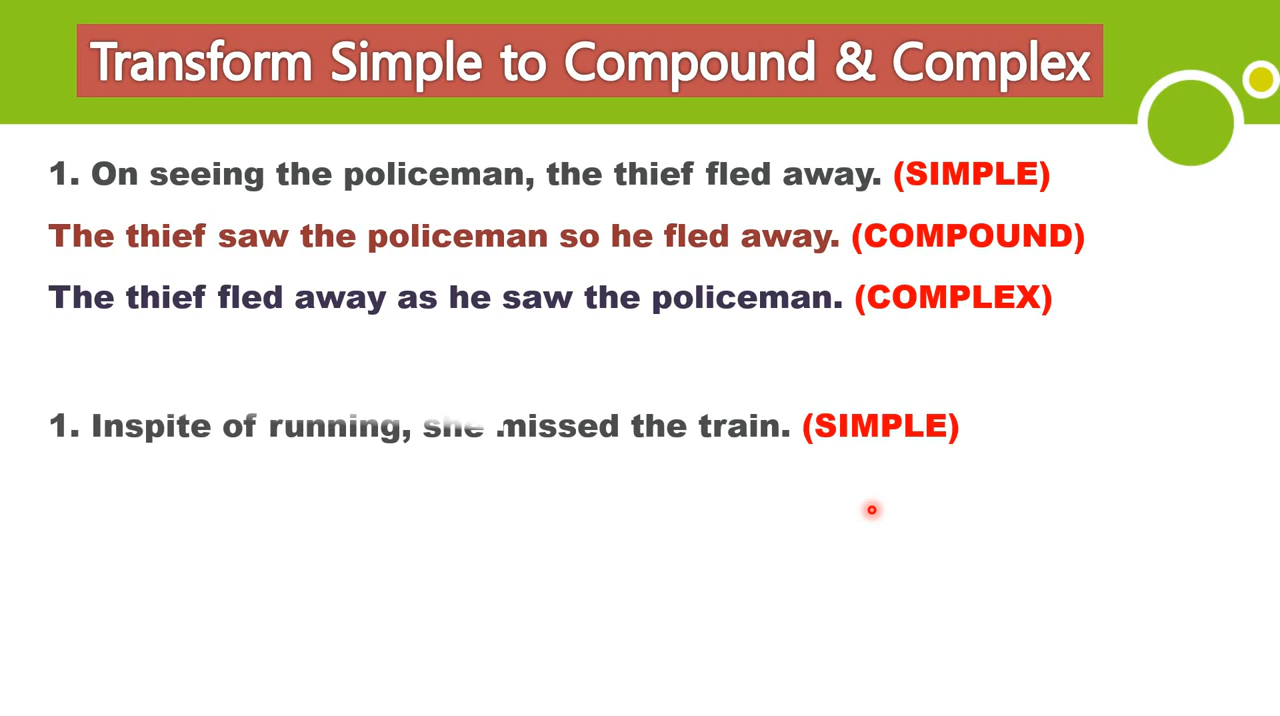 Transform Simple to Compound & Complex
1. On seeing the policeman, the thief fled away. (SIMPLE)
The thief saw the policeman so he fled away. (COMPOUND)
The thief fled away as he saw the policeman. (COMPLEX)
1. Inspite of running, she missed the train. (SIMPLE)